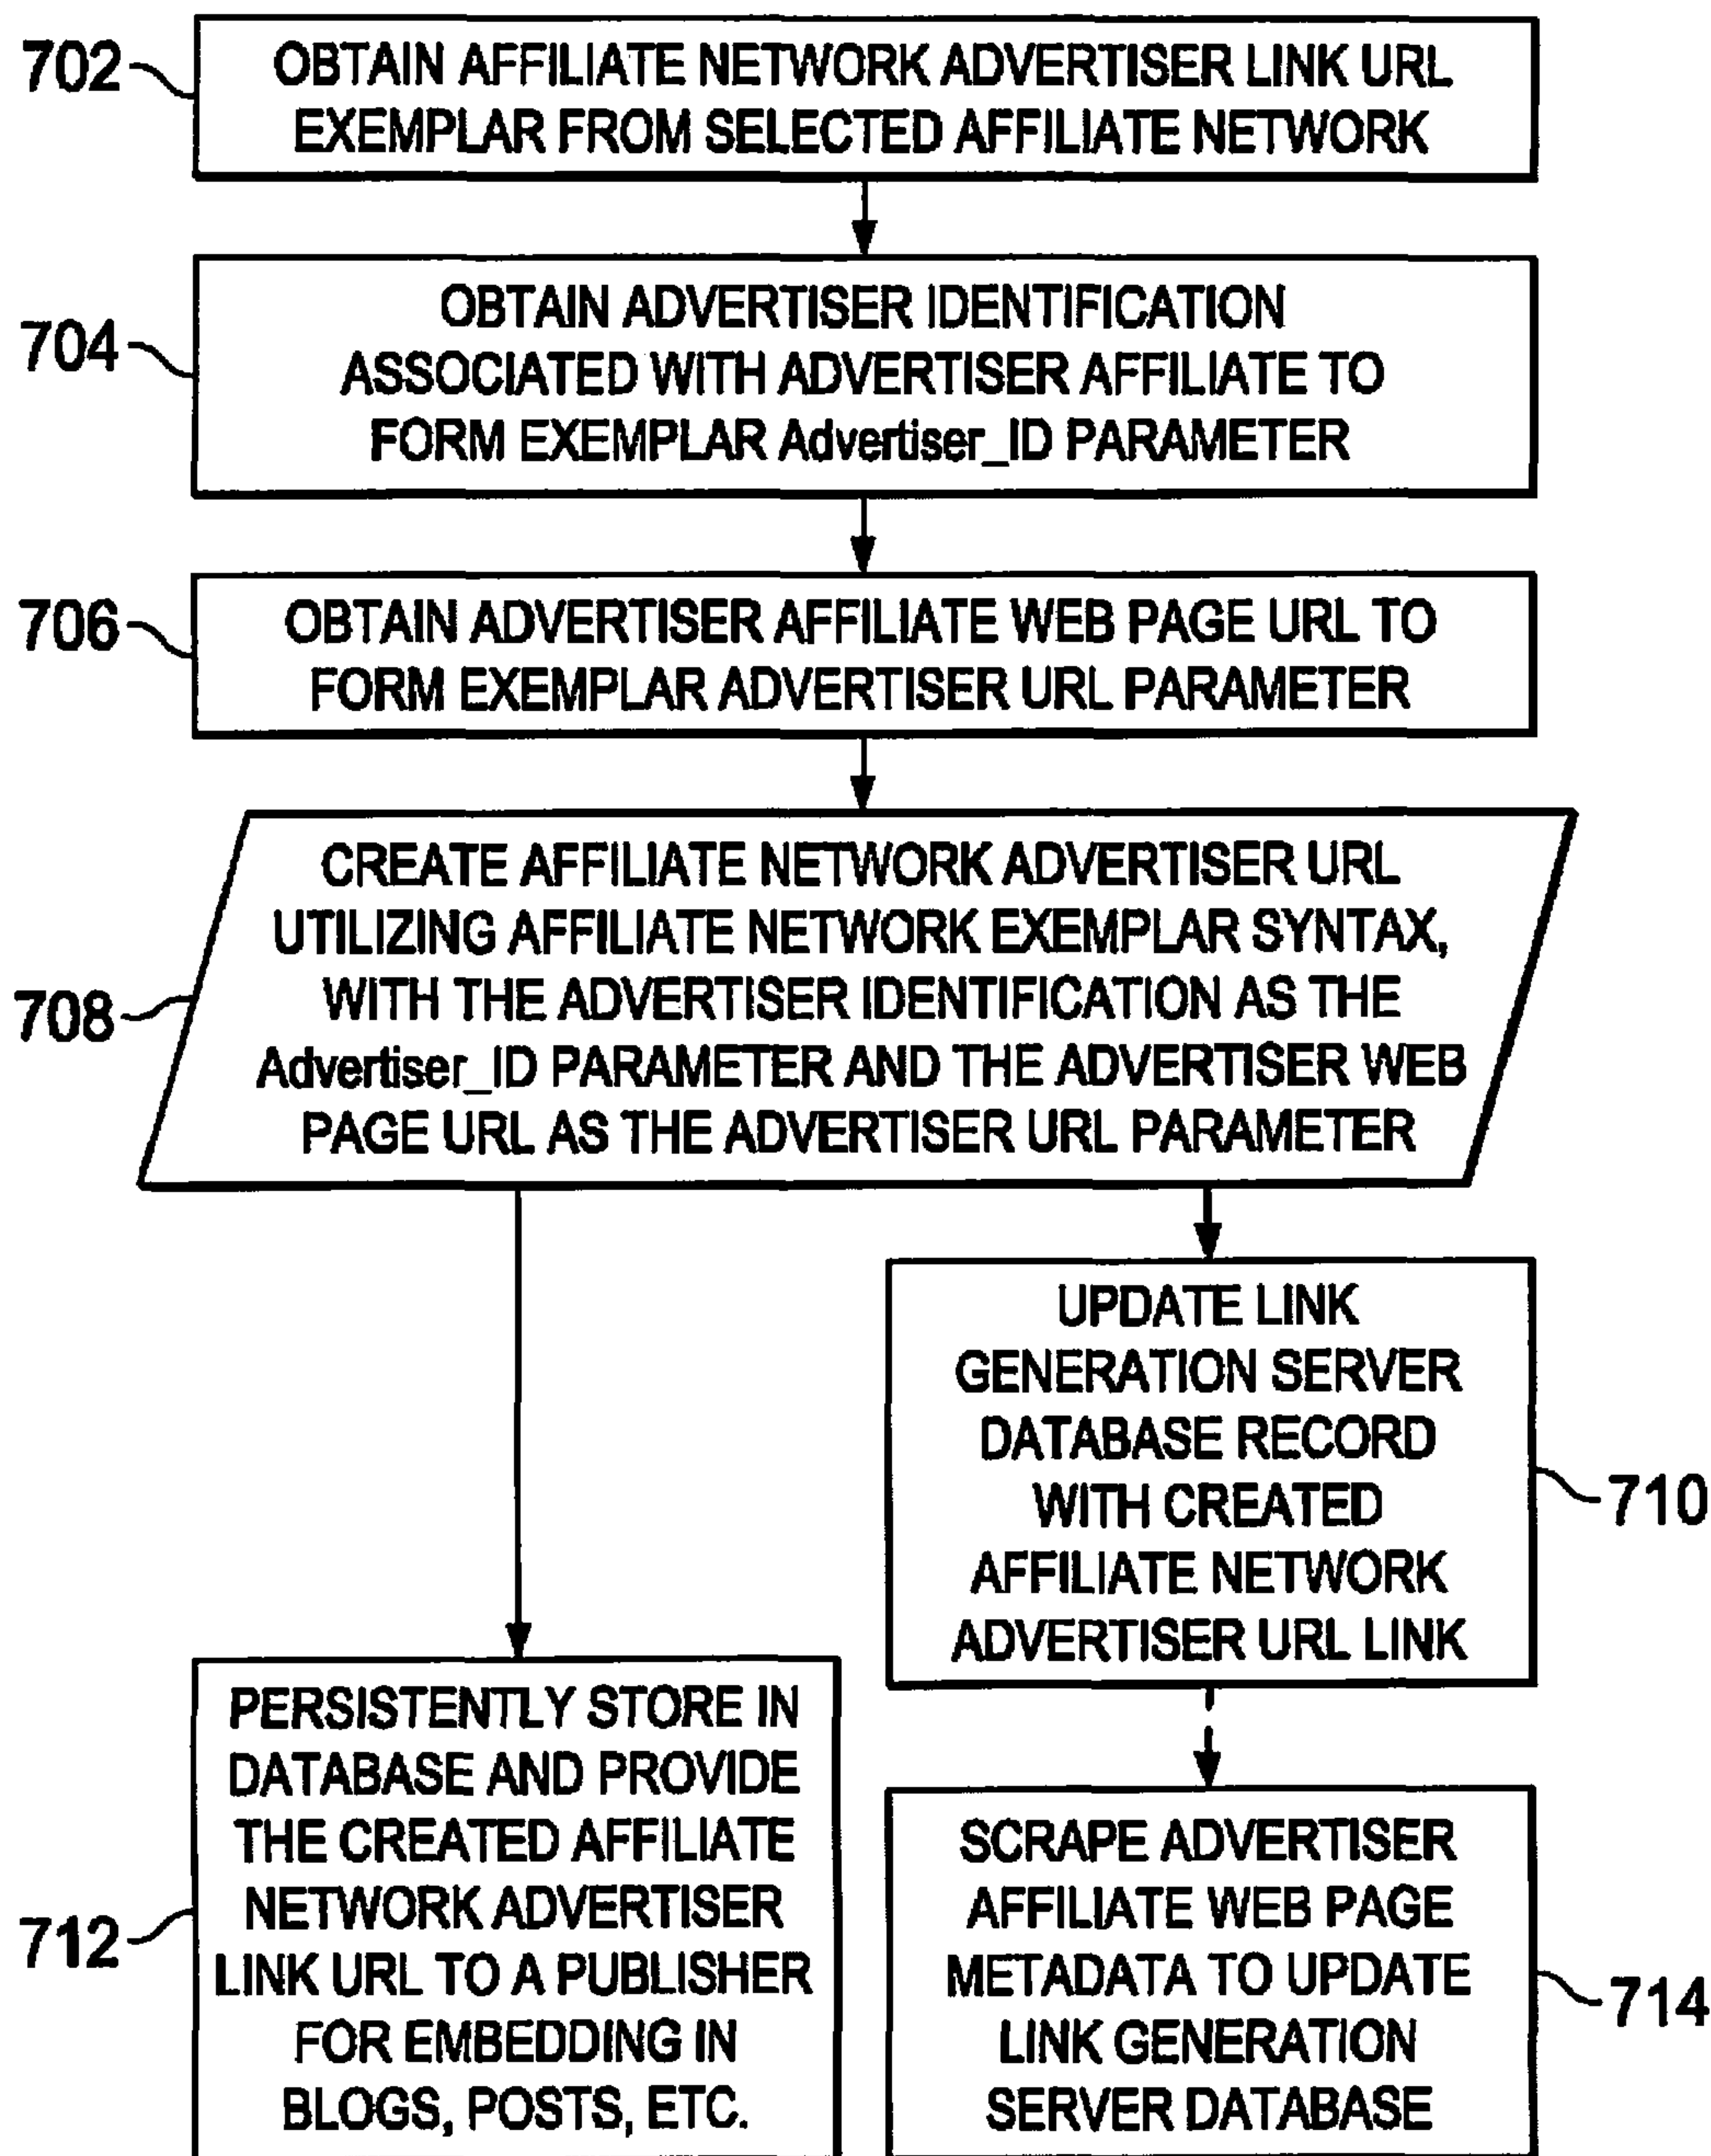 702
OBTAIN AFFILIATE NETWORK ADVERTISER LINK URL
EXEMPLAR FROM SELECTED AFFILIATE NETWORK
704
OBTAIN ADVERTISER IDENTIFICATION
ASSOCIATED WITH ADVERTISER AFFILIATE TO
FORM EXEMPLAR Advertiser_ID PARAMETER
706
OBTAIN ADVERTISER AFFILIATE WEB PAGE URL TO
FORM EXEMPLAR ADVERTISER URL PARAMETER
708
CREATE AFFILIATE NETWORK ADVERTISER URL
UTILIZING AFFILIATE NETWORK EXEMPLAR SYNTAX,
WITH THE ADVERTISER IDENTIFICATION AS THE
Advertiser_ID PARAMETER AND THE ADVERTISER WEB
PAGE URL AS THE ADVERTISER URL PARAMETER
UPDATE LINK
GENERATION SERVER
DATABASE RECORD
WITH CREATED
AFFILIATE NETWORK
ADVERTISER URL LINK
710
712
PERSISTENTLY STORE IN
DATABASE AND PROVIDE
THE CREATED AFFILIATE
NETWORK ADVERTISER
LINK URL TO A PUBLISHER
FOR EMBEDDING IN
BLOGS, POSTS, ETC.
SCRAPE ADVERTISER
AFFILIATE WEB PAGE
METADATA TO UPDATE
LINK GENERATION
SERVER DATABASE
714